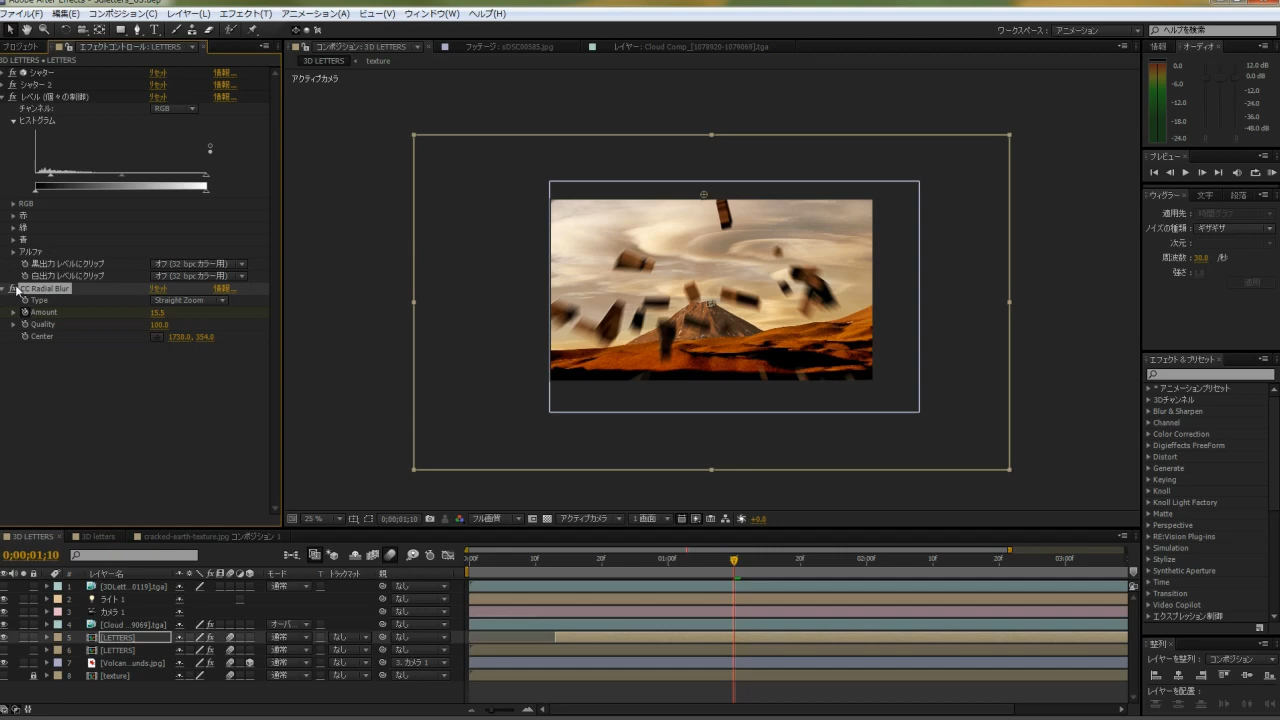 ファイル(F) 編集(E) コンポジション(C) レイヤー(L) エフェクト(T) アニメーション(A) ビュー(V) ウィンドウ(W) ヘルプ(H)
ワークスペース： アニメーション
ヘルプを検索
プロジェクト エフェクトコントロール：LETTERS
コンポジション：3D LETTERS フッテージ：sDSC00585.jpg レイヤー：Cloud Comp_[1078920-1079069].tga
情報 オーディオ
3D LETTERS • LETTERS
3D LETTERS texture
アクティブカメラ
fx シャター リセット 情報...
fx シャター 2 リセット 情報...
fx レベル (個々の制御) リセット 情報...
チャンネル: RGB
ヒストグラム
RGB
赤
緑
青
アルファ
黒出力レベルにクリップ オフ (32 bpc カラー用)
白出力レベルにクリップ オフ (32 bpc カラー用)
CC Radial Blur リセット 情報...
Type Straight Zoom
Amount 15.5
Quality 100.0
Center 1738.0, 354.0
0.0 12.0 dB
-6.0 0.0 dB
-12.0 -12.0
-18.0 -24.0
-24.0 -36.0
-48.0 dB
プレビュー
ウィグラー 文字 段落
適用先： 時間グラフ
ノイズの種類： ギザギザ
次元：
周波数： 30.0 /秒
強さ： 1.0
適用
エフェクト＆プリセット
* アニメーションプリセット
3Dチャンネル
Blur & Sharpen
Channel
Color Correction
Digieffects FreeForm
Distort
Generate
Keying
Knoll
Knoll Light Factory
Matte
Perspective
RE:Vision Plug-ins
Simulation
Stylize
Synthetic Aperture
Time
Transition
Video Copilot
エクスプレッション制御
整列
レイヤーを整列： コンポジション
レイヤーを配置：
25 % 0;00;01;10 フル画質 アクティブカメラ 1 画面 +0.0
3D LETTERS 3D letters cracked-earth-texture.jpg コンポジション 1
0;00;01;10
:00f 10f 20f 01:00f 20f 02:00f 10f 20f 03:00f
# レイヤー名 モード T トラックマット 親
1 [3DLett...0119].tga 通常 なし
2 ライト 1 なし
3 カメラ 1 なし
4 [Cloud ...9069].tga オーバ... なし
5 [LETTERS] 通常 なし なし
6 [LETTERS] 通常 なし なし
7 [Volcan...unds.jpg] 通常 なし 3. カメラ 1
8 [texture] 通常 なし なし